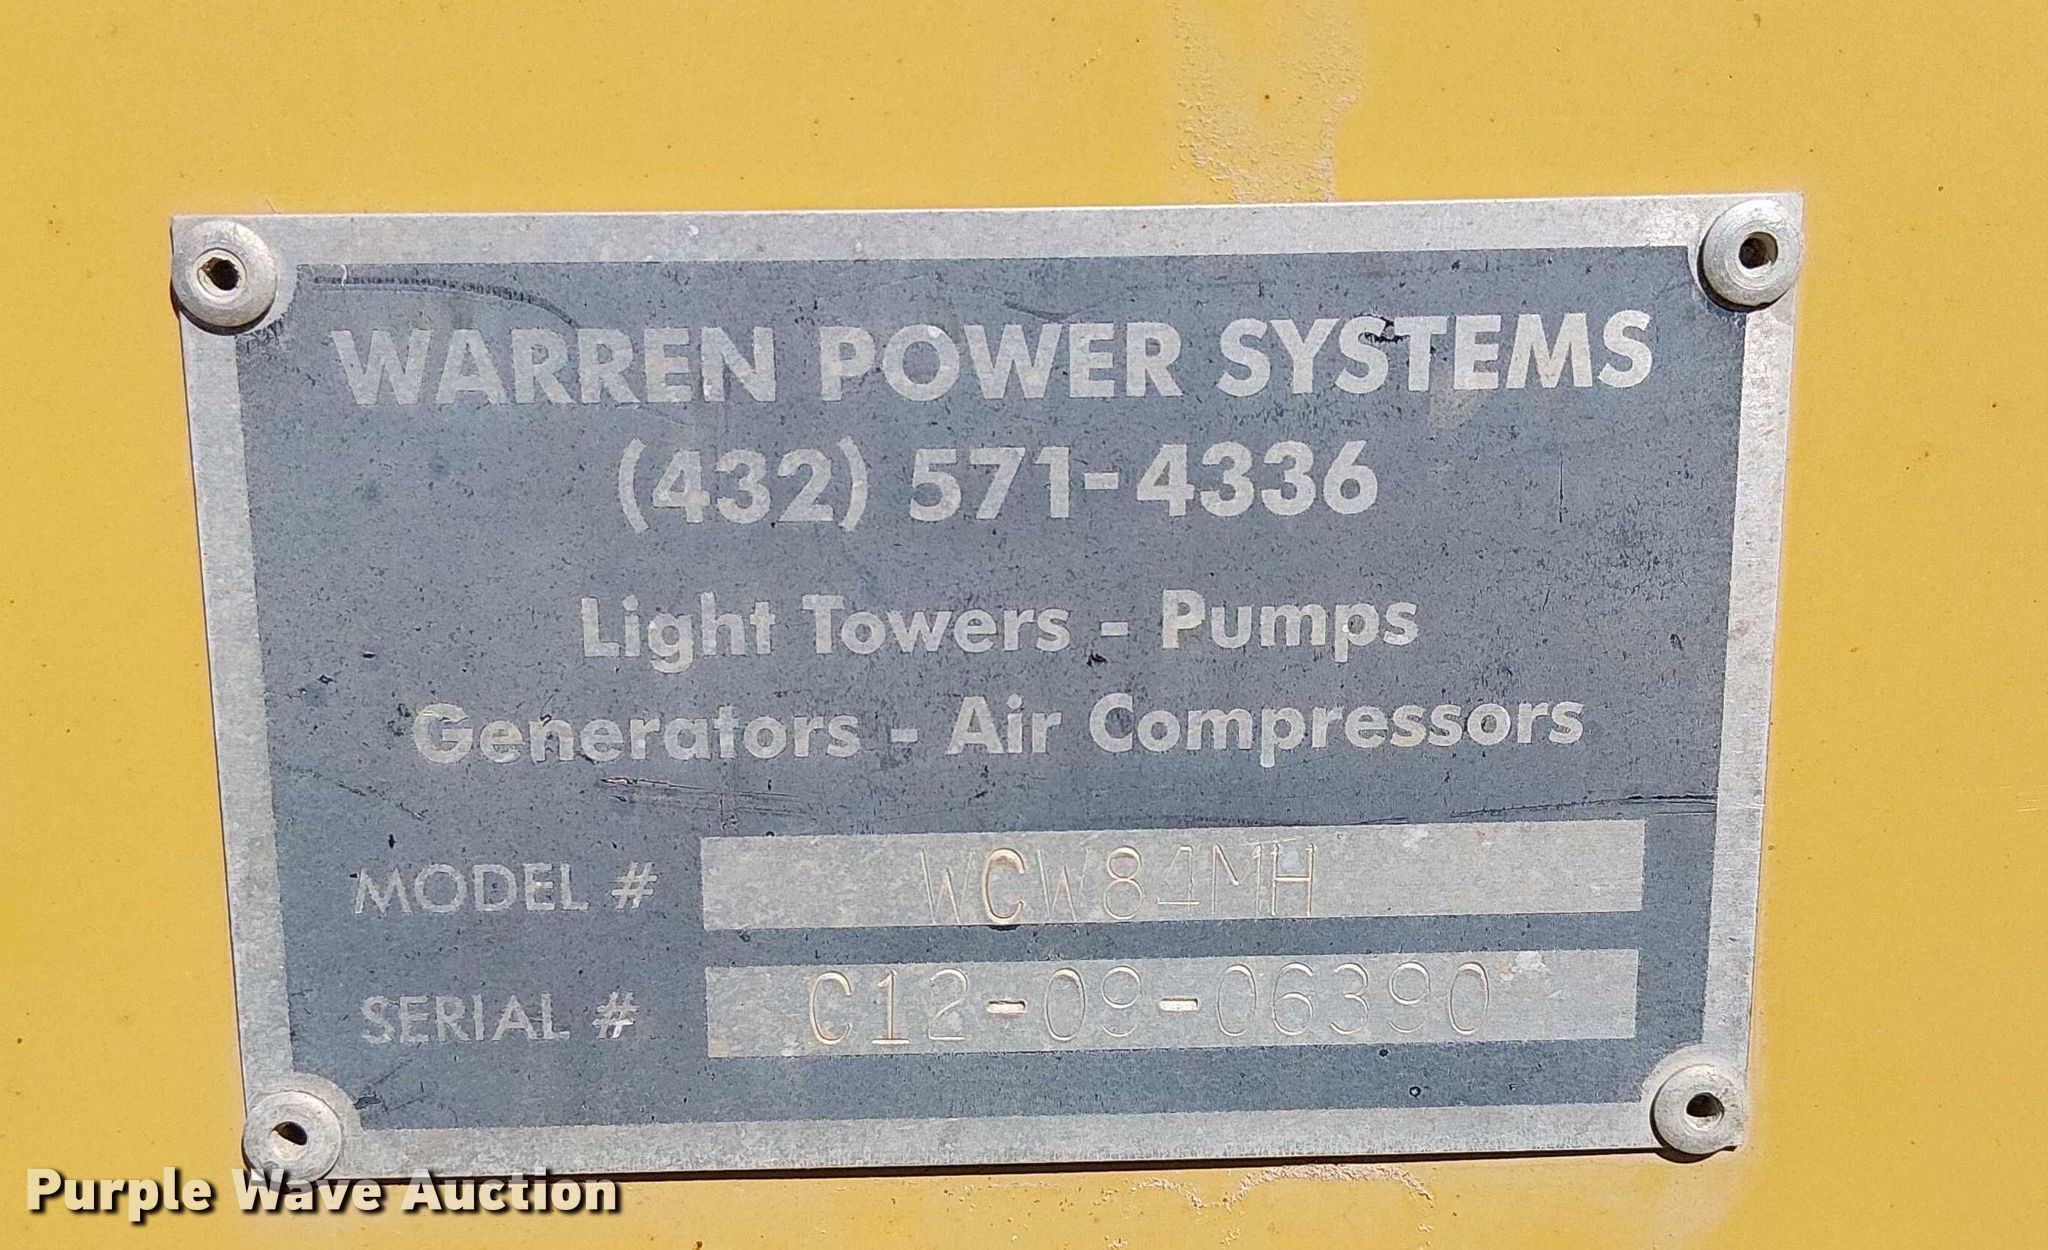 WARREN POWER SYSTEMS
(432) 571-4336
Light Towers - Pumps
Generators - Air Compressors
MODEL # WCW84MH
SERIAL # C12-09-06390
Purple Wave Auction